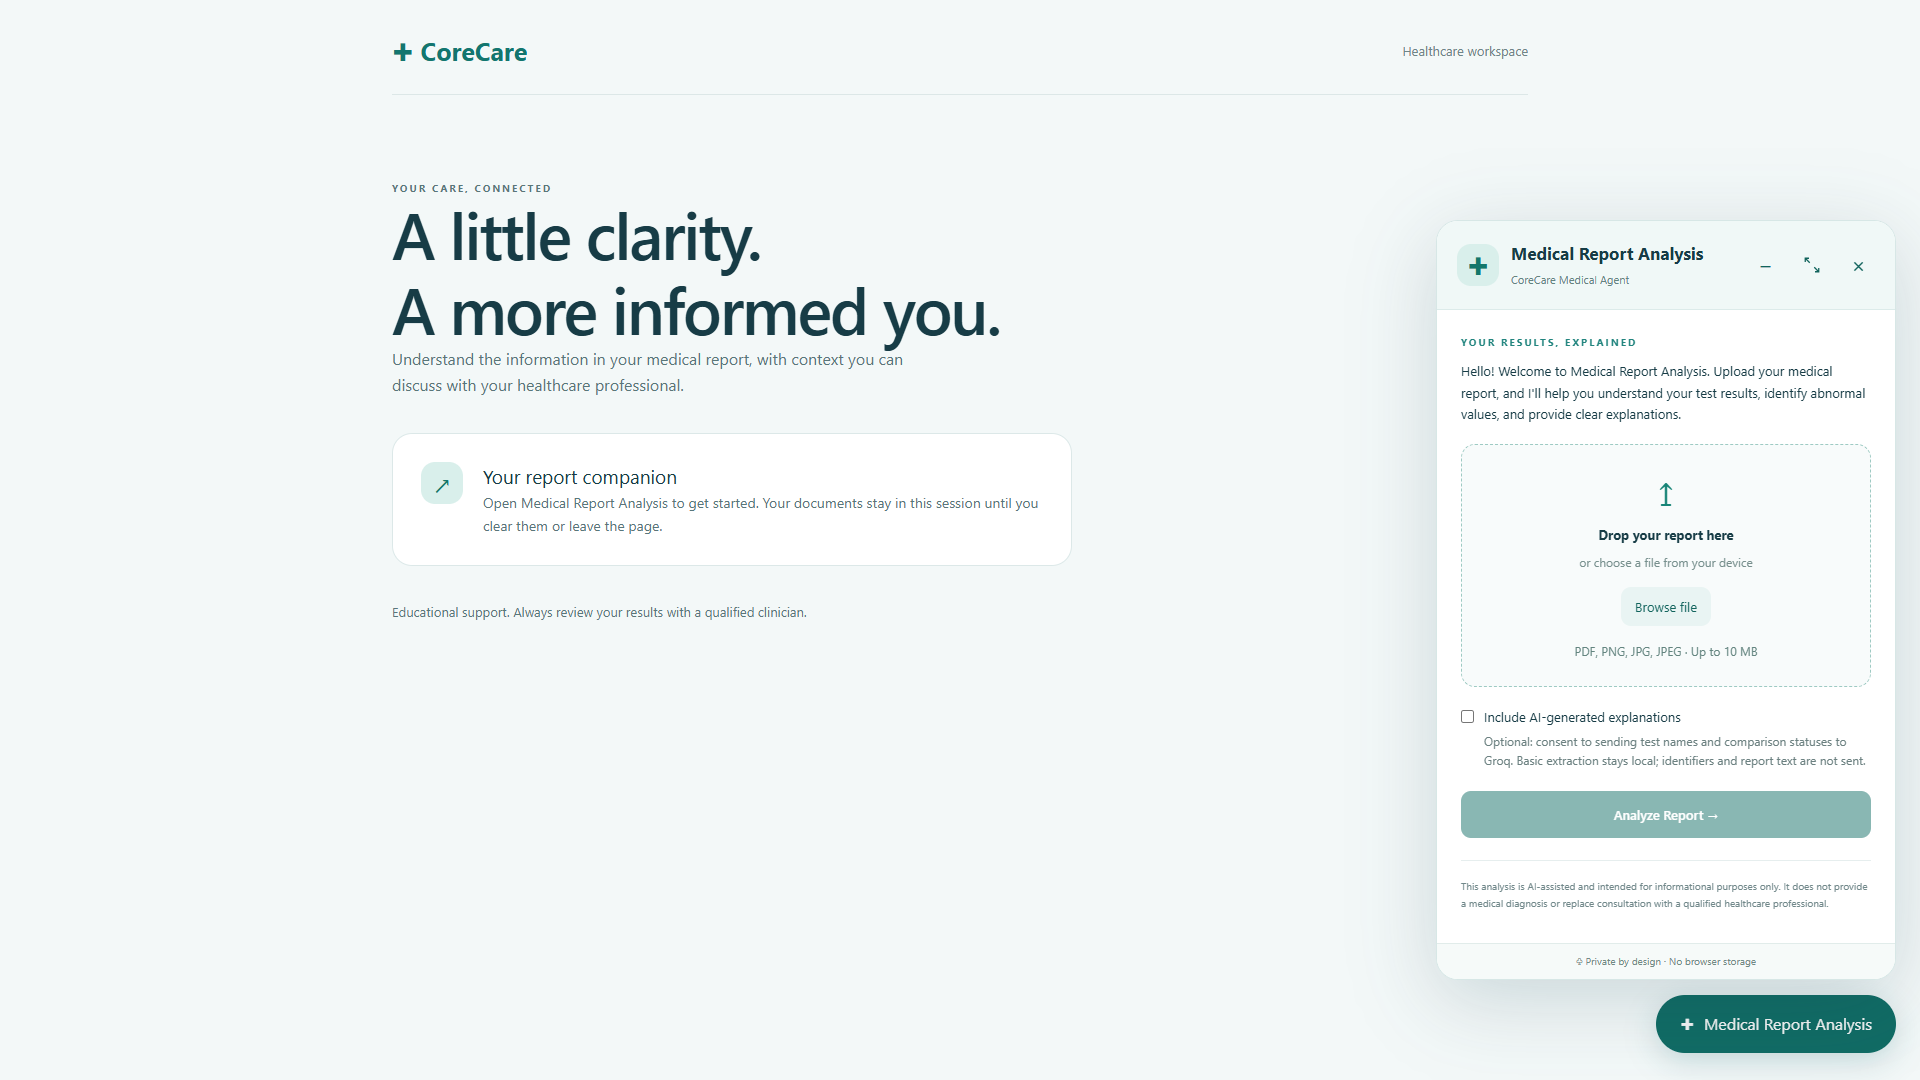 CoreCare
Healthcare workspace
YOUR CARE, CONNECTED
A little clarity.
A more informed you.
Understand the information in your medical report, with context you can
discuss with your healthcare professional.
Your report companion
Open Medical Report Analysis to get started. Your documents stay in this session until you
clear them or leave the page.
Educational support. Always review your results with a qualified clinician.
Medical Report Analysis
CoreCare Medical Agent
YOUR RESULTS, EXPLAINED
Hello! Welcome to Medical Report Analysis. Upload your medical
report, and I'll help you understand your test results, identify abnormal
values, and provide clear explanations.
Drop your report here
or choose a file from your device
Browse file
PDF, PNG, JPG, JPEG · Up to 10 MB
Include AI-generated explanations
Optional: consent to sending test names and comparison statuses to
Groq. Basic extraction stays local; identifiers and report text are not sent.
Analyze Report →
This analysis is AI-assisted and intended for informational purposes only. It does not provide
a medical diagnosis or replace consultation with a qualified healthcare professional.
Private by design · No browser storage
Medical Report Analysis